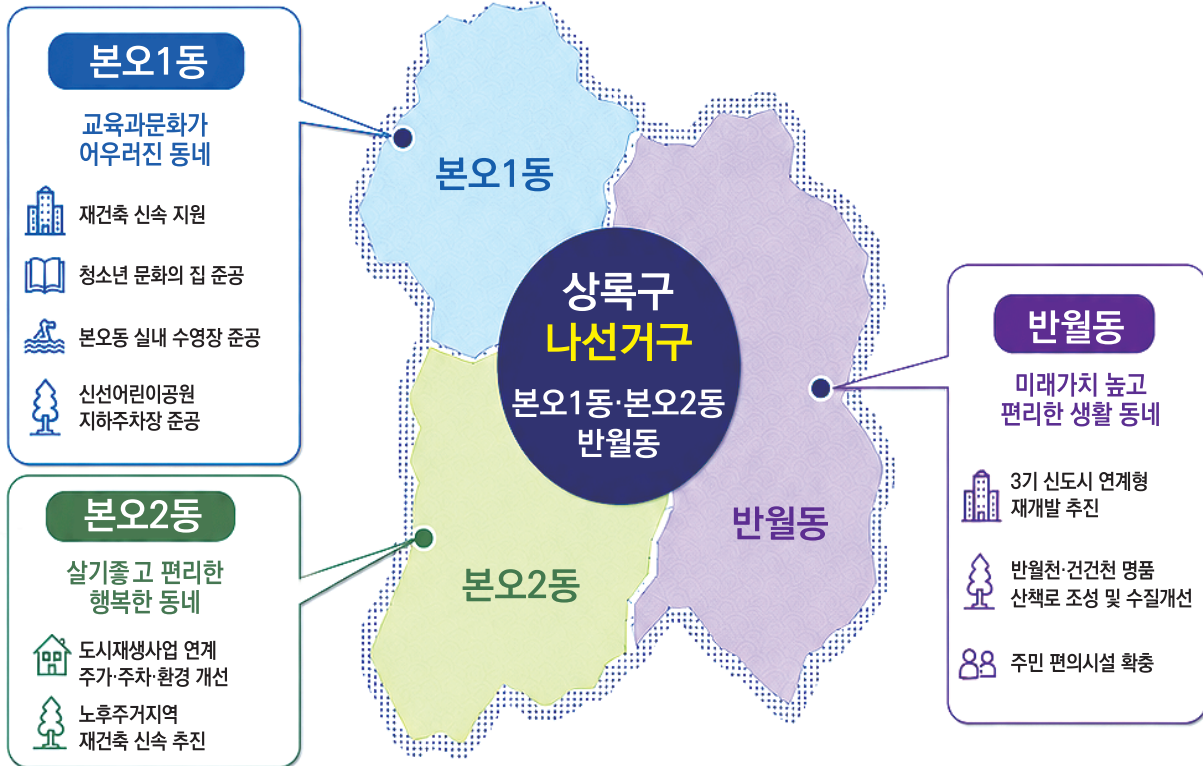 본오1동
교육과문화가
어우러진 동네
재건축 신속 지원
청소년 문화의 집 준공
본오동 실내 수영장 준공
신선어린이공원
지하주차장 준공
본오2동
살기좋고 편리한
행복한 동네
도시재생사업 연계
주가·주차·환경 개선
노후주거지역
재건축 신속 추진
본오1동
상록구
나선거구
본오1동·본오2동
반월동
본오2동
반월동
반월동
미래가치 높고
편리한 생활 동네
3기 신도시 연계형
재개발 추진
반월천·건건천 명품
산책로 조성 및 수질개선
주민 편의시설 확충